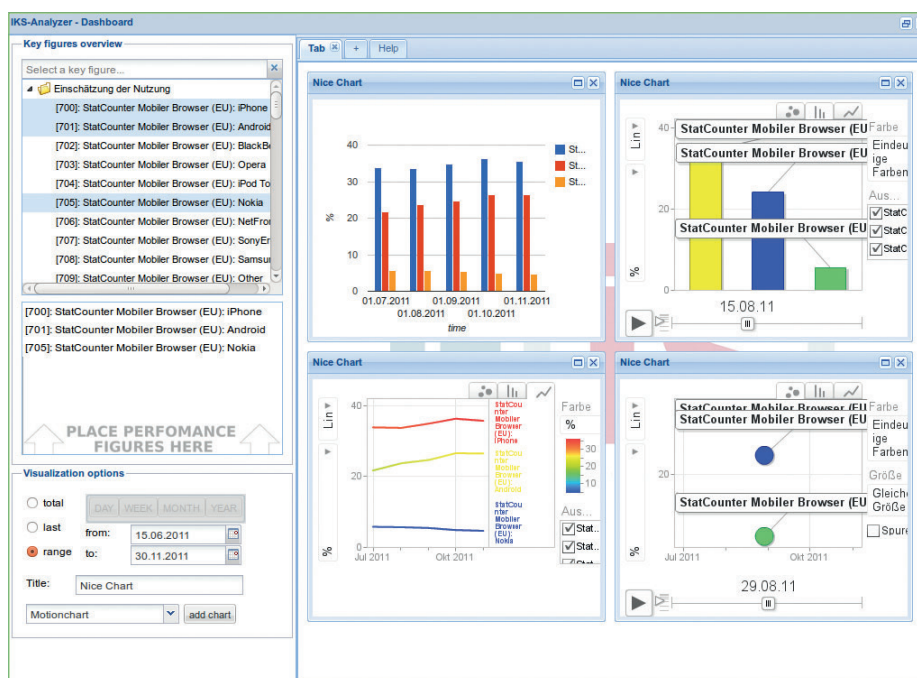 IKS-Analyzer - Dashboard
Key figures overview
Select a key figure...
Einschätzung der Nutzung
[700]: StatCounter Mobiler Browser (EU): iPhone
[701]: StatCounter Mobiler Browser (EU): Android
[702]: StatCounter Mobiler Browser (EU): BlackBe
[703]: StatCounter Mobiler Browser (EU): Opera
[704]: StatCounter Mobiler Browser (EU): iPod To
[705]: StatCounter Mobiler Browser (EU): Nokia
[706]: StatCounter Mobiler Browser (EU): NetFron
[707]: StatCounter Mobiler Browser (EU): SonyEr
[708]: StatCounter Mobiler Browser (EU): Samsu
[709]: StatCounter Mobiler Browser (EU): Other
[700]: StatCounter Mobiler Browser (EU): iPhone
[701]: StatCounter Mobiler Browser (EU): Android
[705]: StatCounter Mobiler Browser (EU): Nokia
PLACE PERFOMANCE
FIGURES HERE
Visualization options
total
DAY WEEK MONTH YEAR
last
from: 15.06.2011
range
to: 30.11.2011
Title: Nice Chart
Motionchart
add chart
Tab
+
Help
Nice Chart
40
30
20
10
0
%
01.07.2011
01.08.2011
01.09.2011
01.10.2011
01.11.2011
time
St...
St...
St...
Nice Chart
Lin
40
20
0
%
StatCounter Mobiler Browser (EU
StatCounter Mobiler Browser (EU
StatCounter Mobiler Browser (EU
Farbe
Eindeu
ige
Farben
Aus...
StatC
StatC
StatC
15.08.11
Nice Chart
Lin
40
20
0
%
Jul 2011
Okt 2011
StatCou
nter
Mobiler
Browser
(EU):
iPhone
StatCou
nter
Mobiler
Browser
(EU):
Android
StatCou
nter
Mobiler
Browser
(EU):
Nokia
Farbe
%
30
20
10
Aus...
Stat..
Stat..
Stat..
Nice Chart
Lin
20
%
StatCounter Mobiler Browser (EU
StatCounter Mobiler Browser (EU
StatCounter Mobiler Browser (EU
Farbe
Eindeu
ige
Farben
Größe
Gleich
Größe
Spure
Jul 2011
Okt 2011
29.08.11